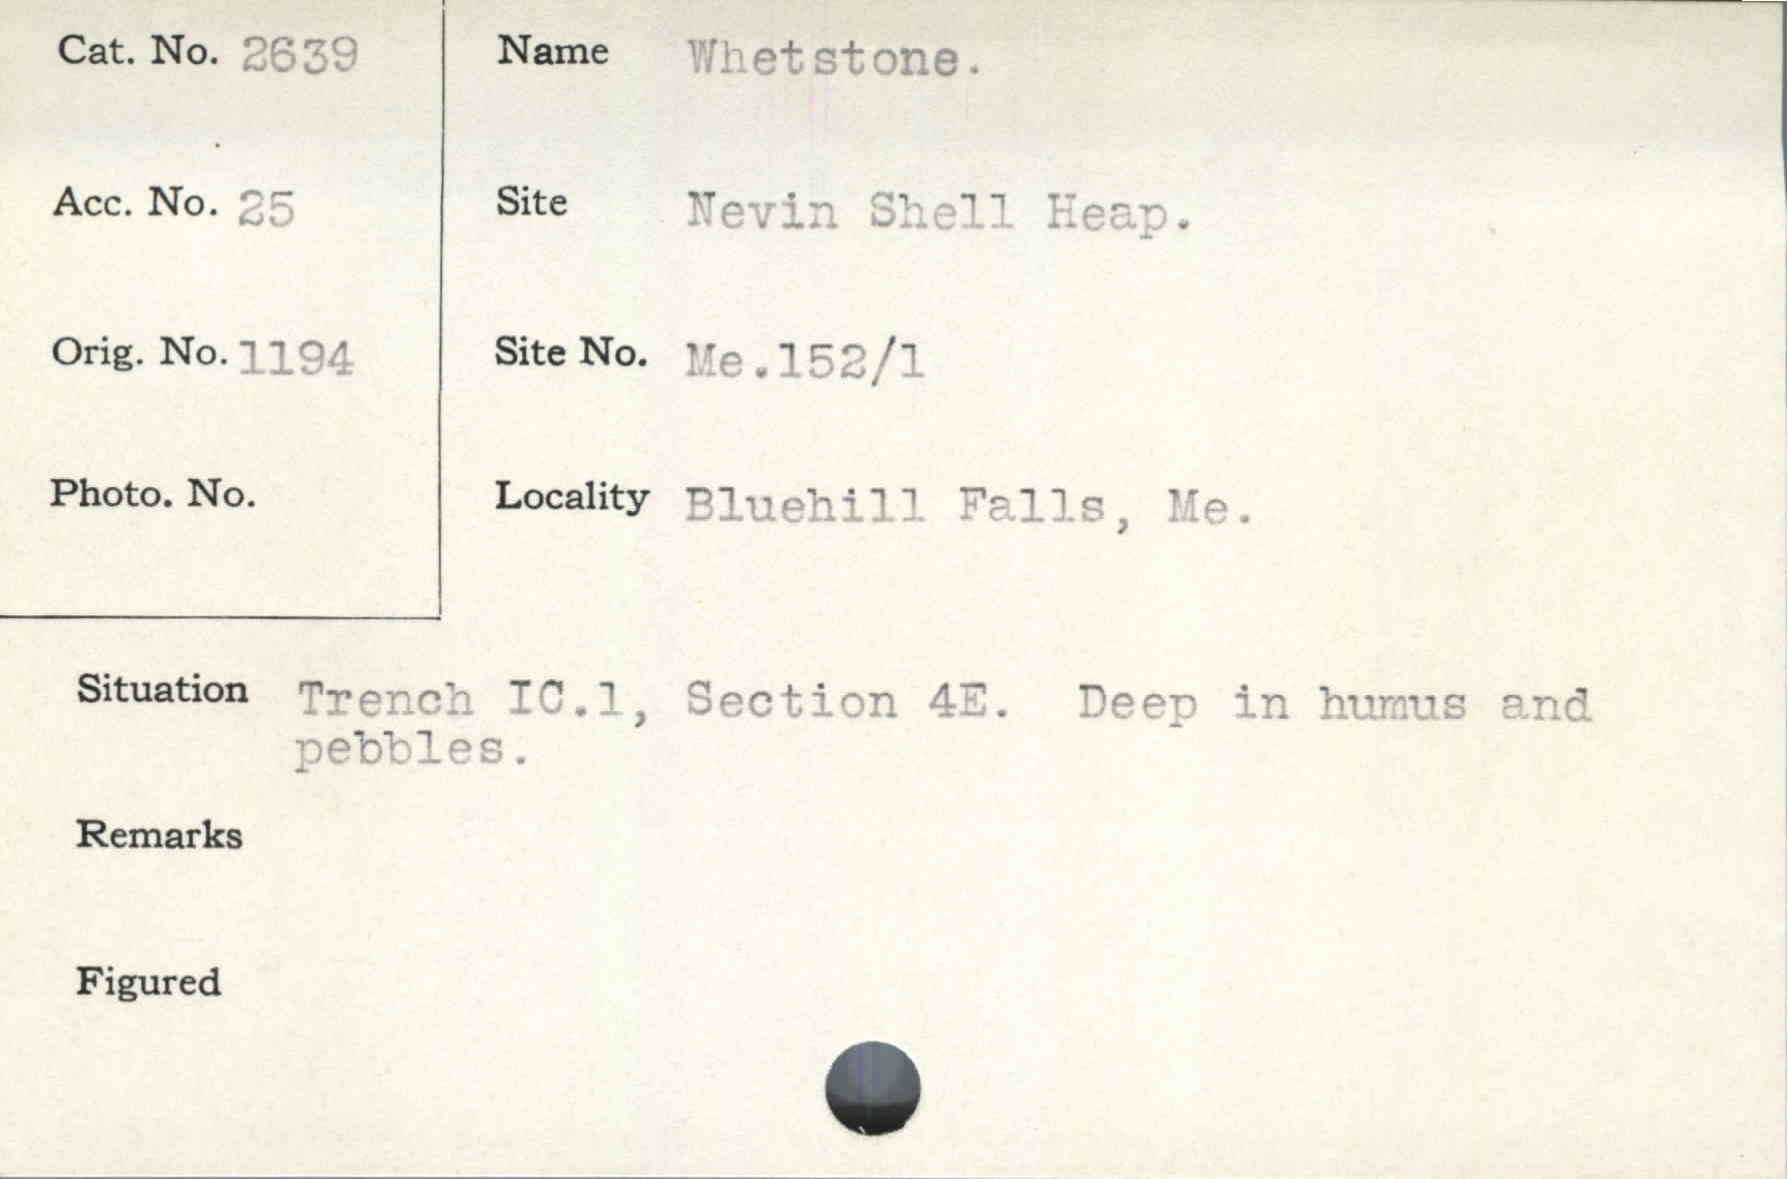 Cat. No. 2639
Acc. No. 25
Orig. No. 1194
Photo. No.
Name Whetstone.
Site Nevin Shell Heap.
Site No. Me.152/1
Locality Bluehill Falls, Me.
Situation Trench IC.1, Section 4E. Deep in humus and
pebbles.
Remarks
Figured